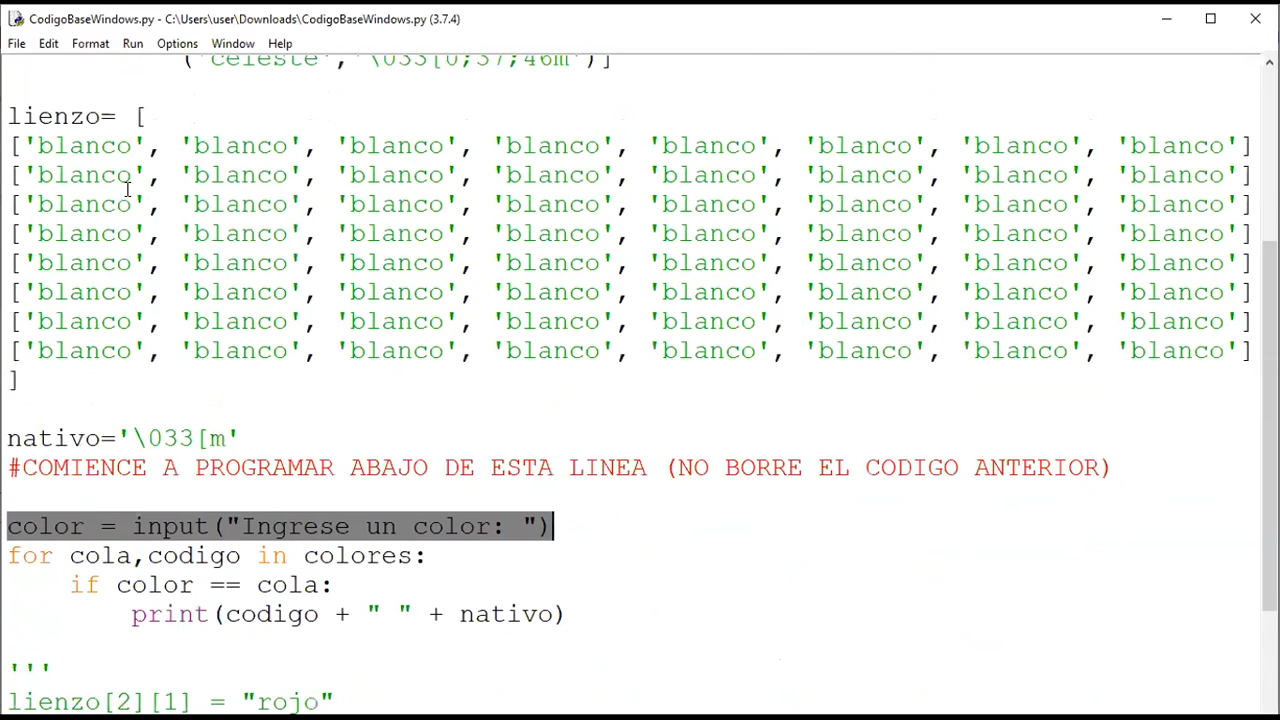 CodigoBaseWindows.py - C:\Users\user\Downloads\CodigoBaseWindows.py (3.7.4)
File Edit Format Run Options Window Help
('celeste','\033[0;37;46m')]
lienzo= [
['blanco', 'blanco', 'blanco', 'blanco', 'blanco', 'blanco', 'blanco', 'blanco']
['blanco', 'blanco', 'blanco', 'blanco', 'blanco', 'blanco', 'blanco', 'blanco']
['blanco', 'blanco', 'blanco', 'blanco', 'blanco', 'blanco', 'blanco', 'blanco']
['blanco', 'blanco', 'blanco', 'blanco', 'blanco', 'blanco', 'blanco', 'blanco']
['blanco', 'blanco', 'blanco', 'blanco', 'blanco', 'blanco', 'blanco', 'blanco']
['blanco', 'blanco', 'blanco', 'blanco', 'blanco', 'blanco', 'blanco', 'blanco']
['blanco', 'blanco', 'blanco', 'blanco', 'blanco', 'blanco', 'blanco', 'blanco']
['blanco', 'blanco', 'blanco', 'blanco', 'blanco', 'blanco', 'blanco', 'blanco']
]
nativo='\033[m'
#COMIENCE A PROGRAMAR ABAJO DE ESTA LINEA (NO BORRE EL CODIGO ANTERIOR)
color = input("Ingrese un color: ")
for cola,codigo in colores:
    if color == cola:
        print(codigo + " " + nativo)
'''
lienzo[2][1] = "rojo"